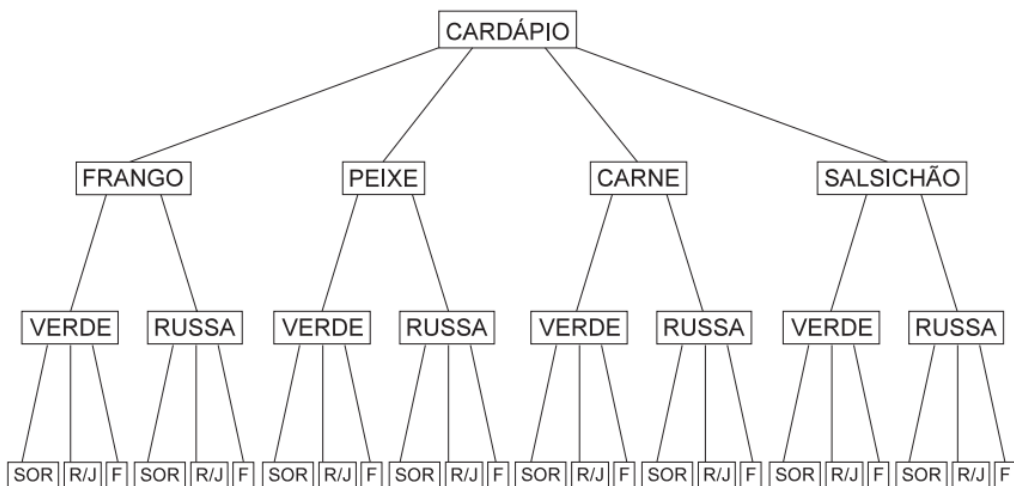 CARDÁPIO
FRANGO PEIXE CARNE SALSICHÃO
VERDE RUSSA VERDE RUSSA VERDE RUSSA VERDE RUSSA
SOR R/J F SOR R/J F SOR R/J F SOR R/J F SOR R/J F SOR R/J F SOR R/J F SOR R/J F